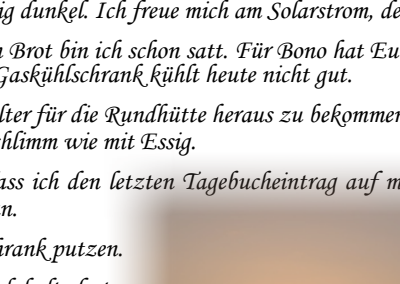 ig dunkel. Ich freue mich am Solarstrom, de
n Brot bin ich schon satt. Für Bono hat Eu
Gaskühlschrank kühlt heute nicht gut.
lter für die Rundhütte heraus zu bekommen
hlimm wie mit Essig.
ass ich den letzten Tagebucheintrag auf m
n.
hrank putzen.